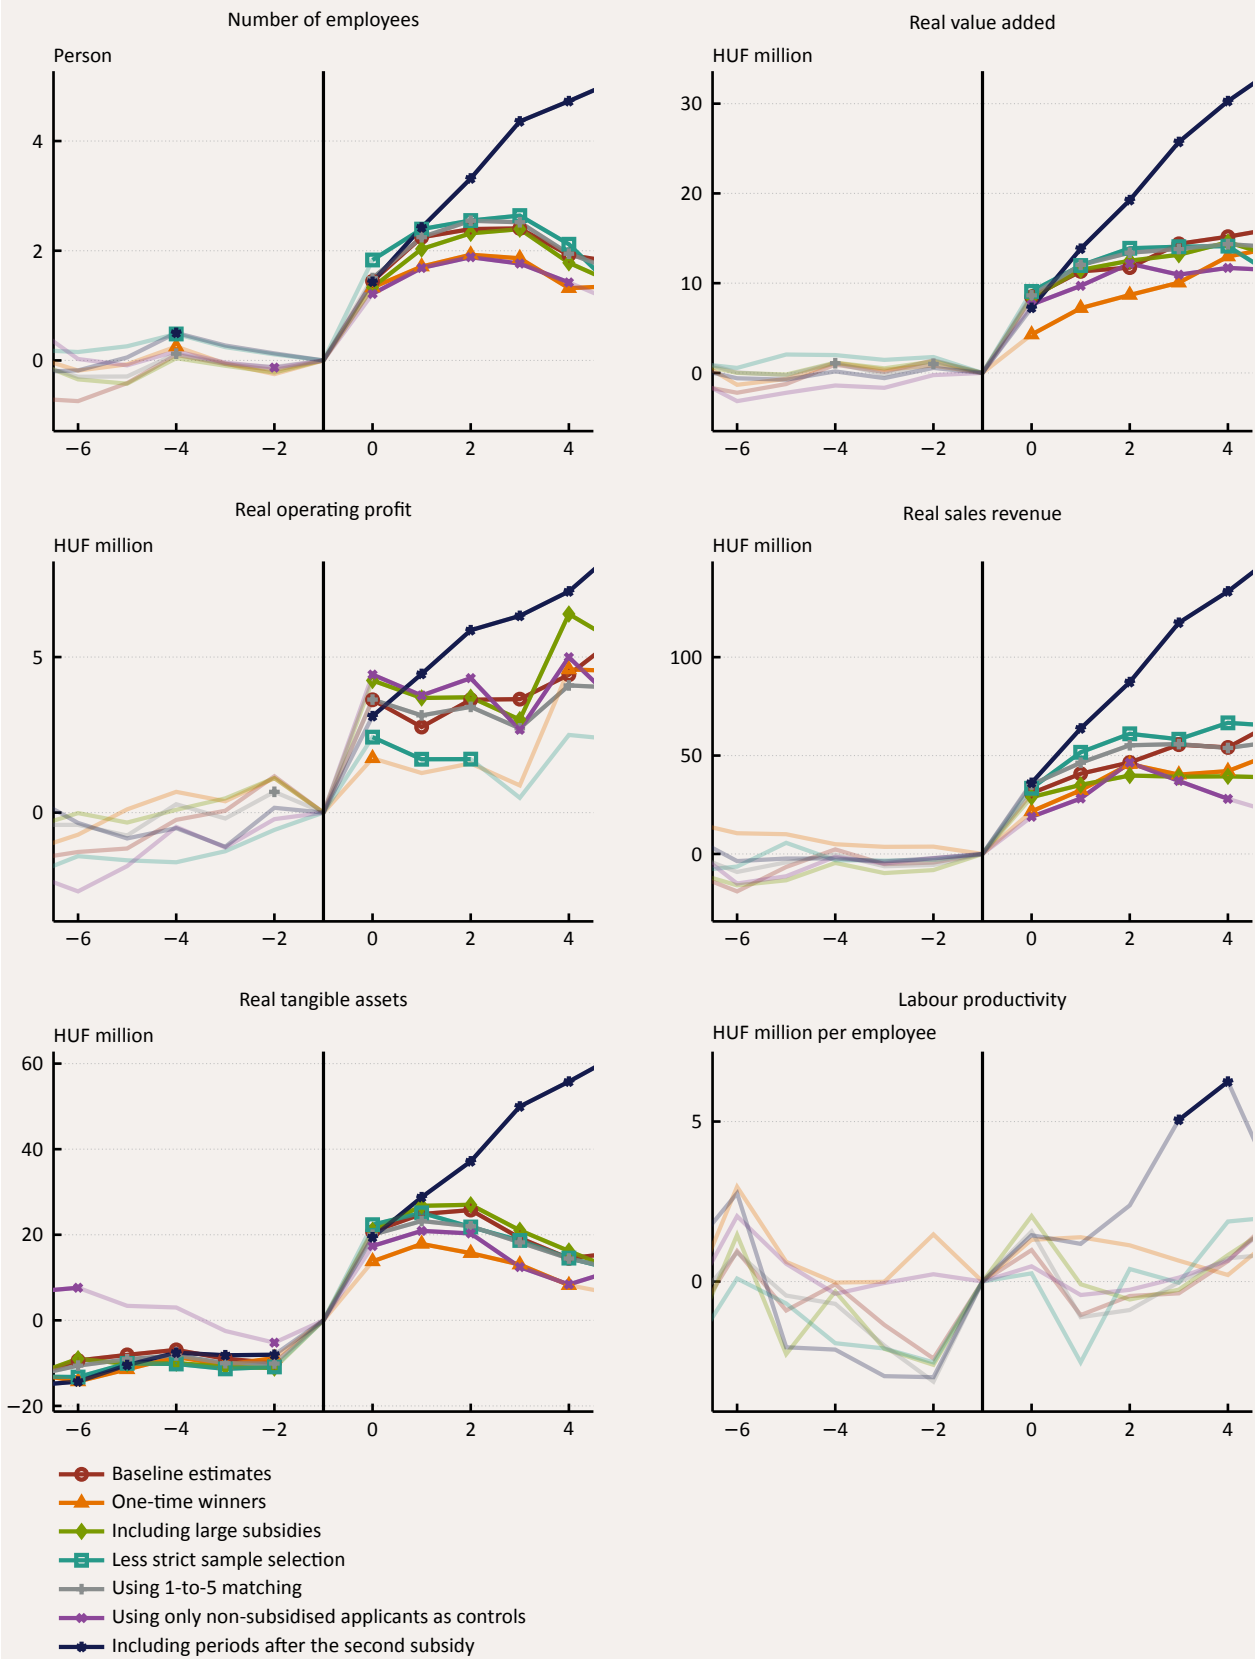 Number of employees
Person
4
2
0
−6 −4 −2 0 2 4
Real value added
HUF million
30
20
10
0
−6 −4 −2 0 2 4
Real operating profit
HUF million
5
0
−6 −4 −2 0 2 4
Real sales revenue
HUF million
100
50
0
−6 −4 −2 0 2 4
Real tangible assets
HUF million
60
40
20
0
−20
−6 −4 −2 0 2 4
Labour productivity
HUF million per employee
5
0
−6 −4 −2 0 2 4
Baseline estimates
One-time winners
Including large subsidies
Less strict sample selection
Using 1-to-5 matching
Using only non-subsidised applicants as controls
Including periods after the second subsidy